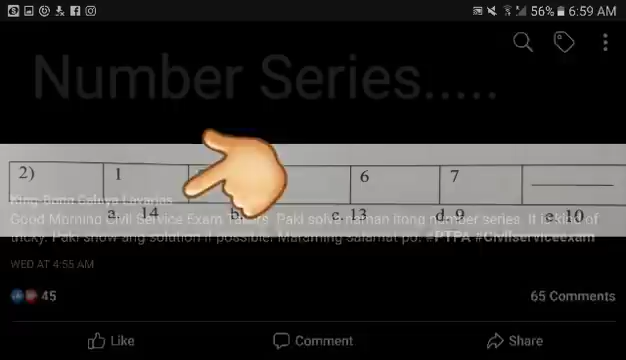 56% 6:59 AM
Number Series.....
2) 1 6 7
a. 14 b. c. 13 d. 9 e. 10
Good Morning Civil Service Exam Takers. Paki solve naman itong number series. It is kind of
tricky. Paki show ang solution if possible. Maraming salamat po. #PTPA #Civilserviceexam
WED AT 4:55 AM
45 65 Comments
Like Comment Share